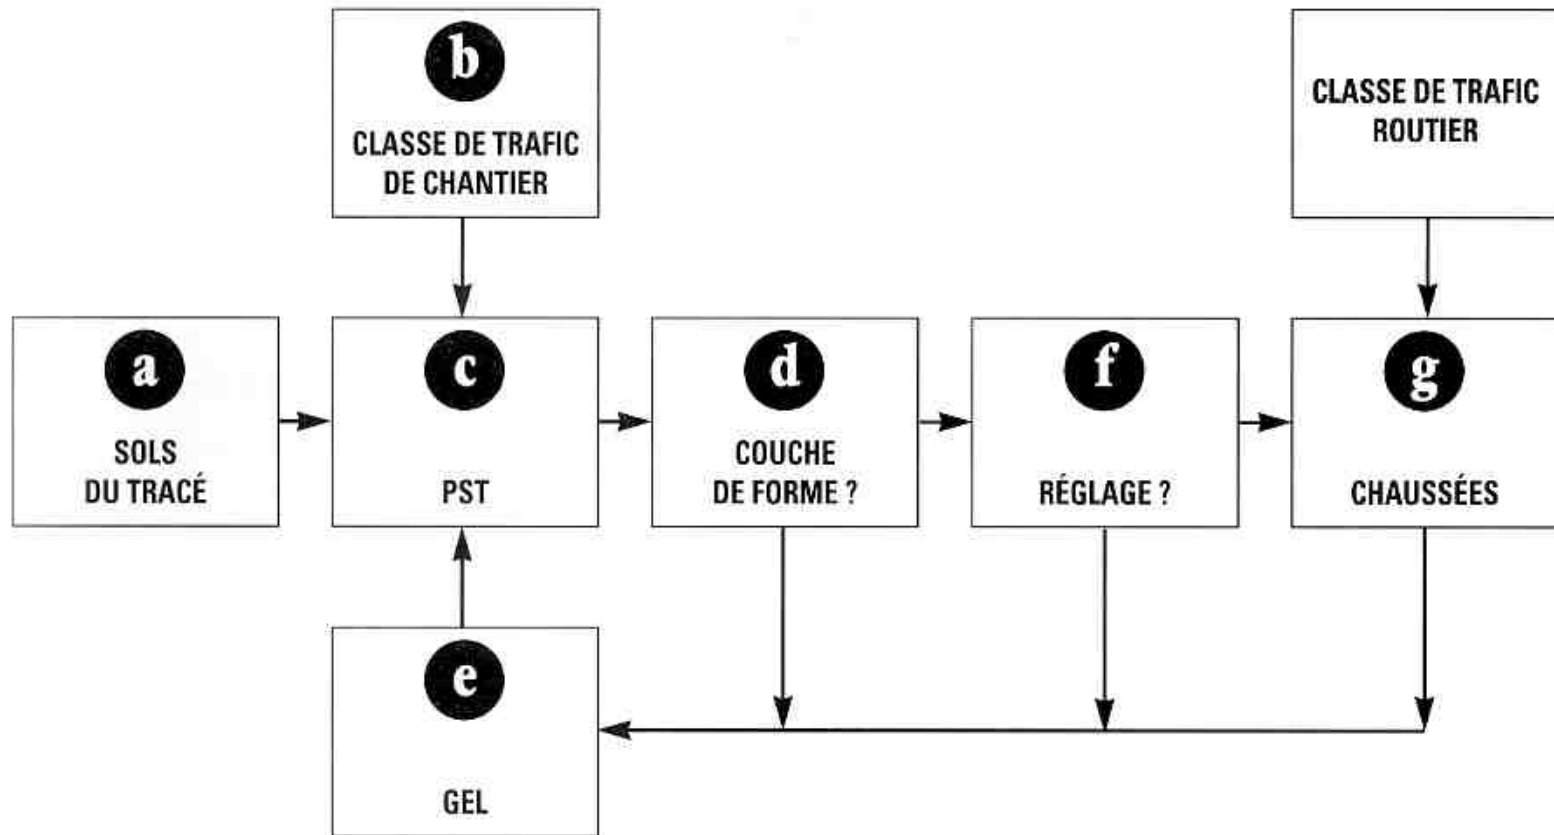 b
CLASSE DE TRAFIC
DE CHANTIER
CLASSE DE TRAFIC
ROUTIER
a
SOLS
DU TRACÉ
c
PST
d
COUCHE
DE FORME ?
f
RÉGLAGE ?
g
CHAUSSÉES
e
GEL